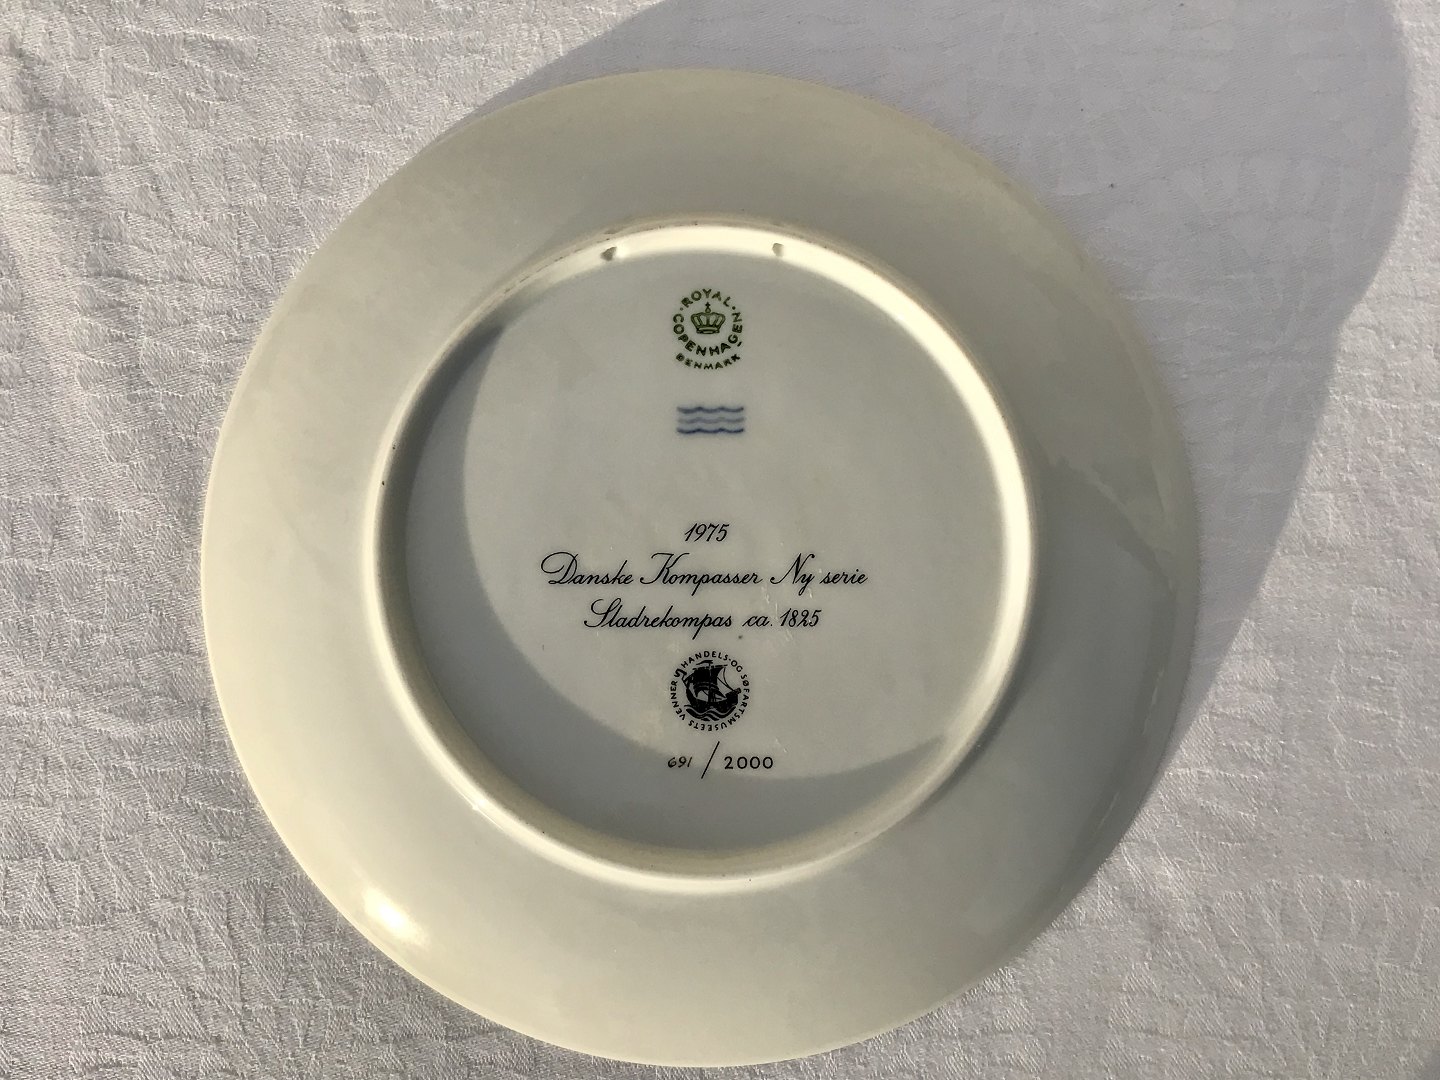 ROYAL COPENHAGEN
DENMARK
1975
Danske Kompasser Ny serie
Sladrekompas ca. 1825
HANDELS-OG SØFARTSMUSEETS VENNER
691 / 2000